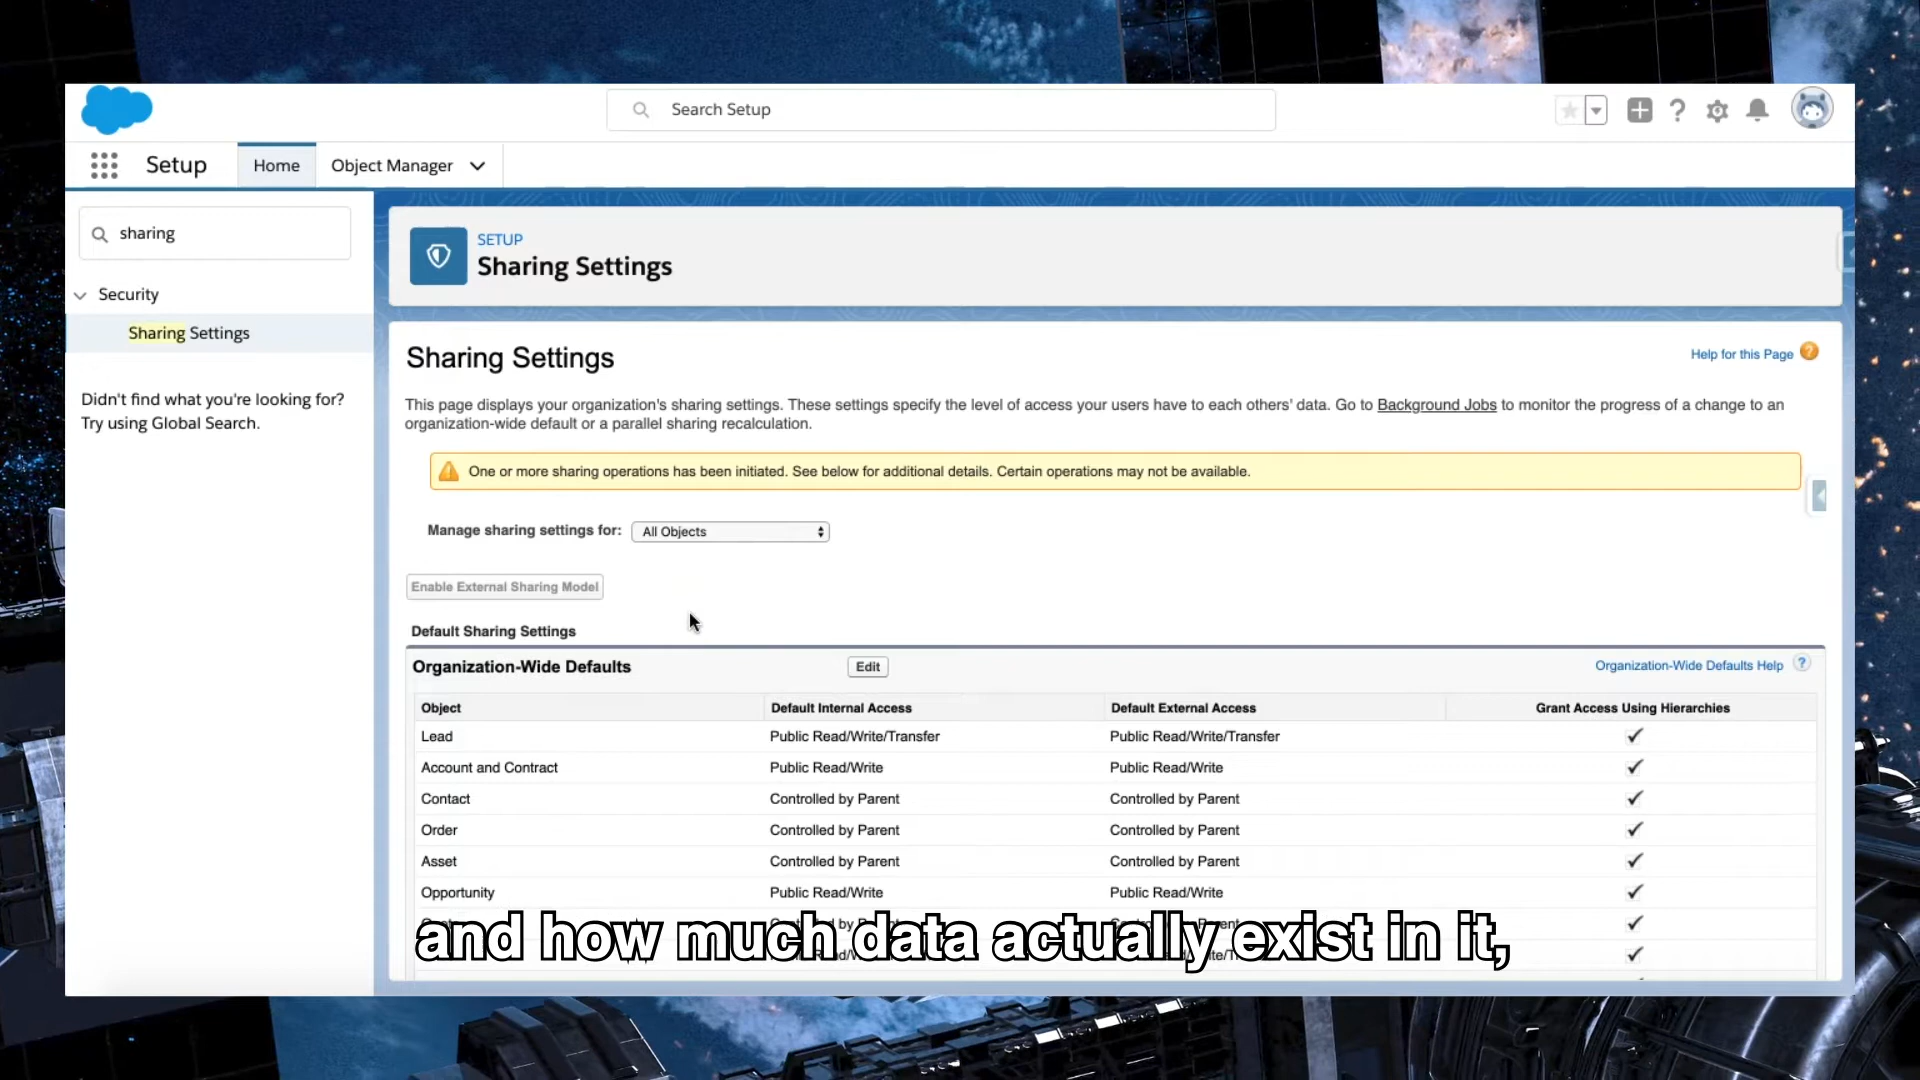 Search Setup
Setup
Home
Object Manager
sharing
Security
Sharing Settings
Didn't find what you're looking for?
Try using Global Search.
SETUP
Sharing Settings
Sharing Settings
Help for this Page
This page displays your organization's sharing settings. These settings specify the level of access your users have to each others' data. Go to Background Jobs to monitor the progress of a change to an
organization-wide default or a parallel sharing recalculation.
One or more sharing operations has been initiated. See below for additional details. Certain operations may not be available.
Manage sharing settings for: All Objects
Enable External Sharing Model
Default Sharing Settings
Organization-Wide Defaults Edit Organization-Wide Defaults Help ?
Object Default Internal Access Default External Access Grant Access Using Hierarchies
Lead Public Read/Write/Transfer Public Read/Write/Transfer ✓
Account and Contract Public Read/Write Public Read/Write ✓
Contact Controlled by Parent Controlled by Parent ✓
Order Controlled by Parent Controlled by Parent ✓
Asset Controlled by Parent Controlled by Parent ✓
Opportunity Public Read/Write Public Read/Write ✓
and how much data actually exist in it,